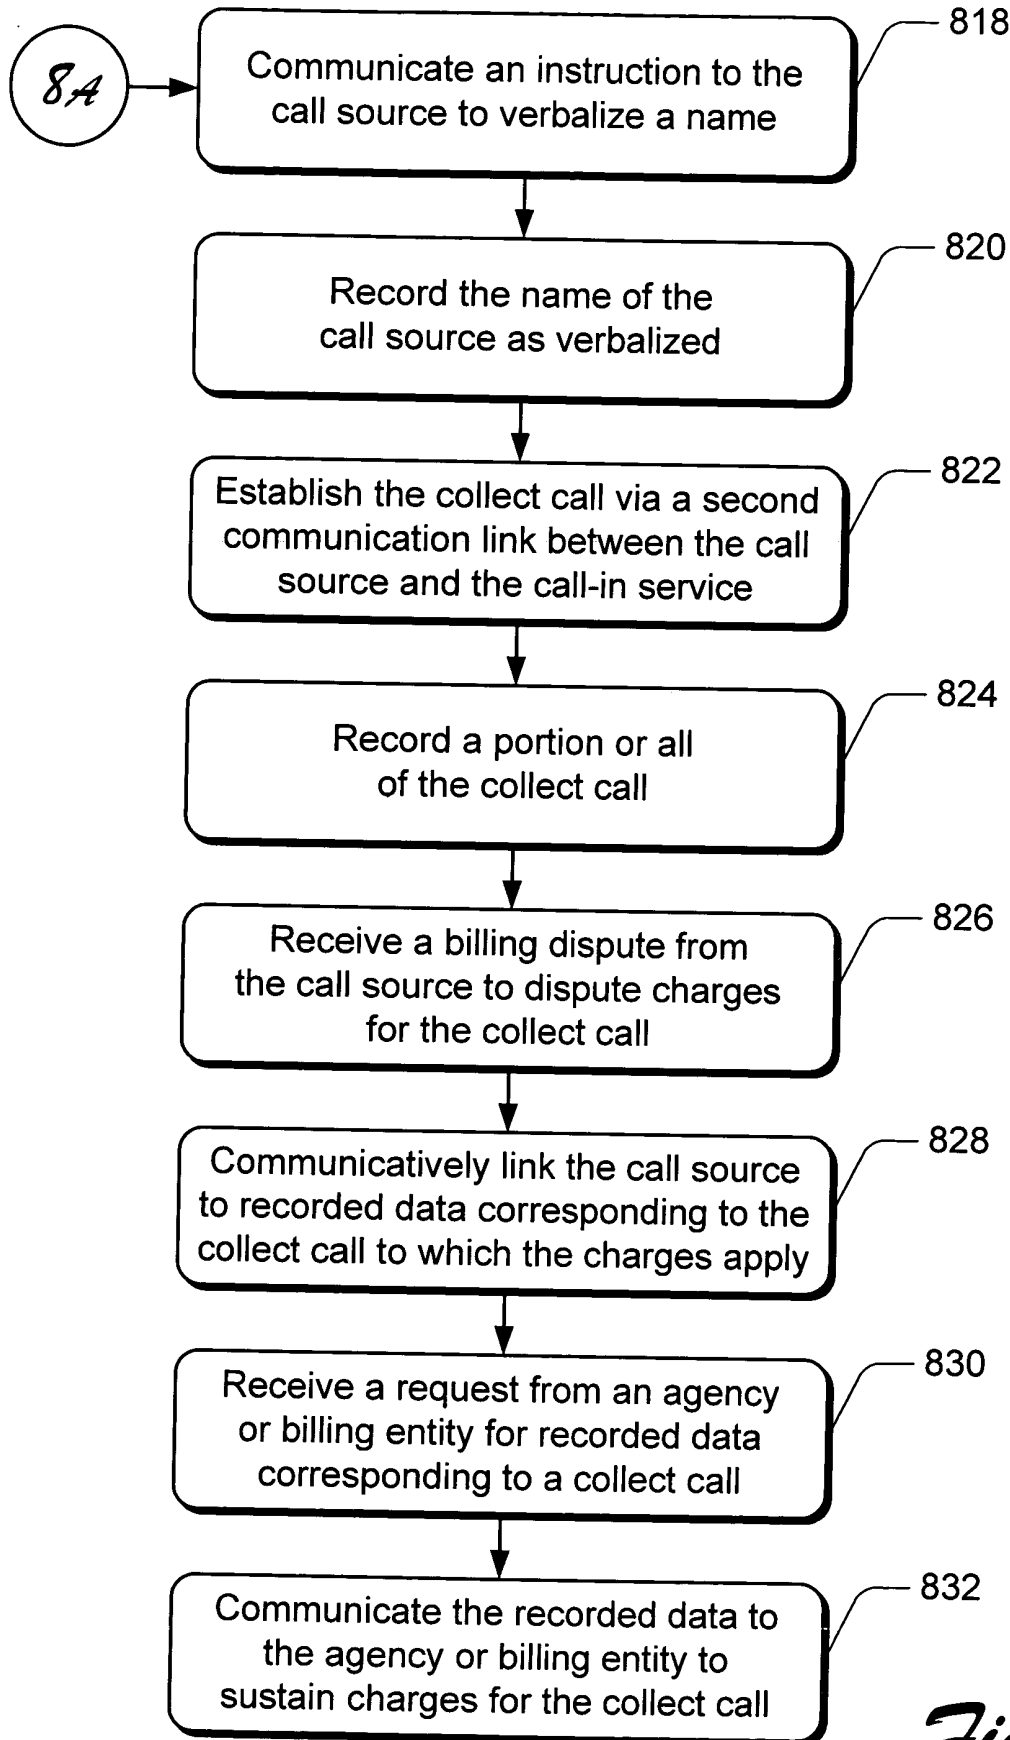 818
8A
Communicate an instruction to the
call source to verbalize a name
820
Record the name of the
call source as verbalized
822
Establish the collect call via a second
communication link between the call
source and the call-in service
824
Record a portion or all
of the collect call
826
Receive a billing dispute from
the call source to dispute charges
for the collect call
828
Communicatively link the call source
to recorded data corresponding to the
collect call to which the charges apply
830
Receive a request from an agency
or billing entity for recorded data
corresponding to a collect call
832
Communicate the recorded data to
the agency or billing entity to
sustain charges for the collect call